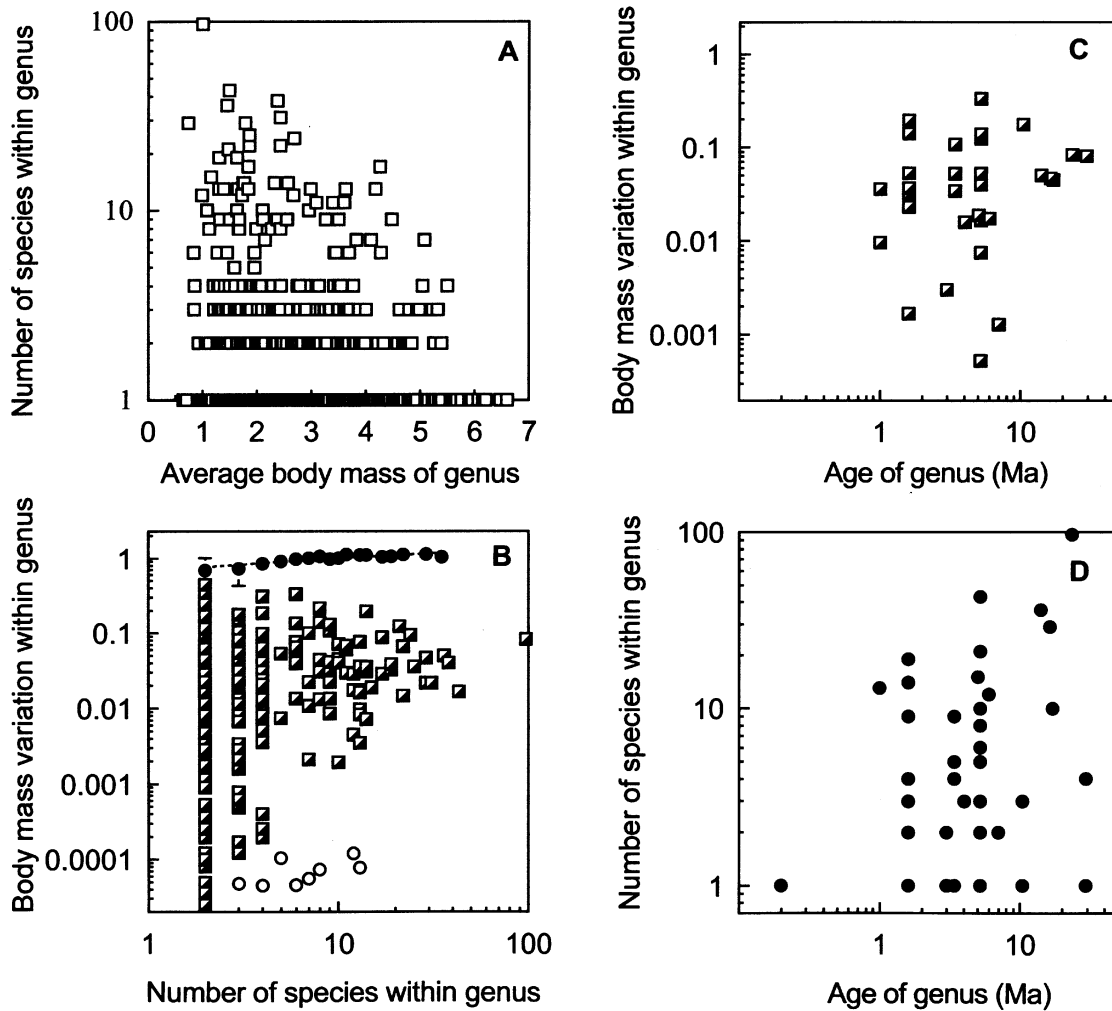 A
Number of species within genus
100
10
1
0 1 2 3 4 5 6 7
Average body mass of genus
C
Body mass variation within genus
1
0.1
0.01
0.001
1 10
Age of genus (Ma)
B
Body mass variation within genus
1
0.1
0.01
0.001
0.0001
1 10 100
Number of species within genus
D
Number of species within genus
100
10
1
1 10
Age of genus (Ma)